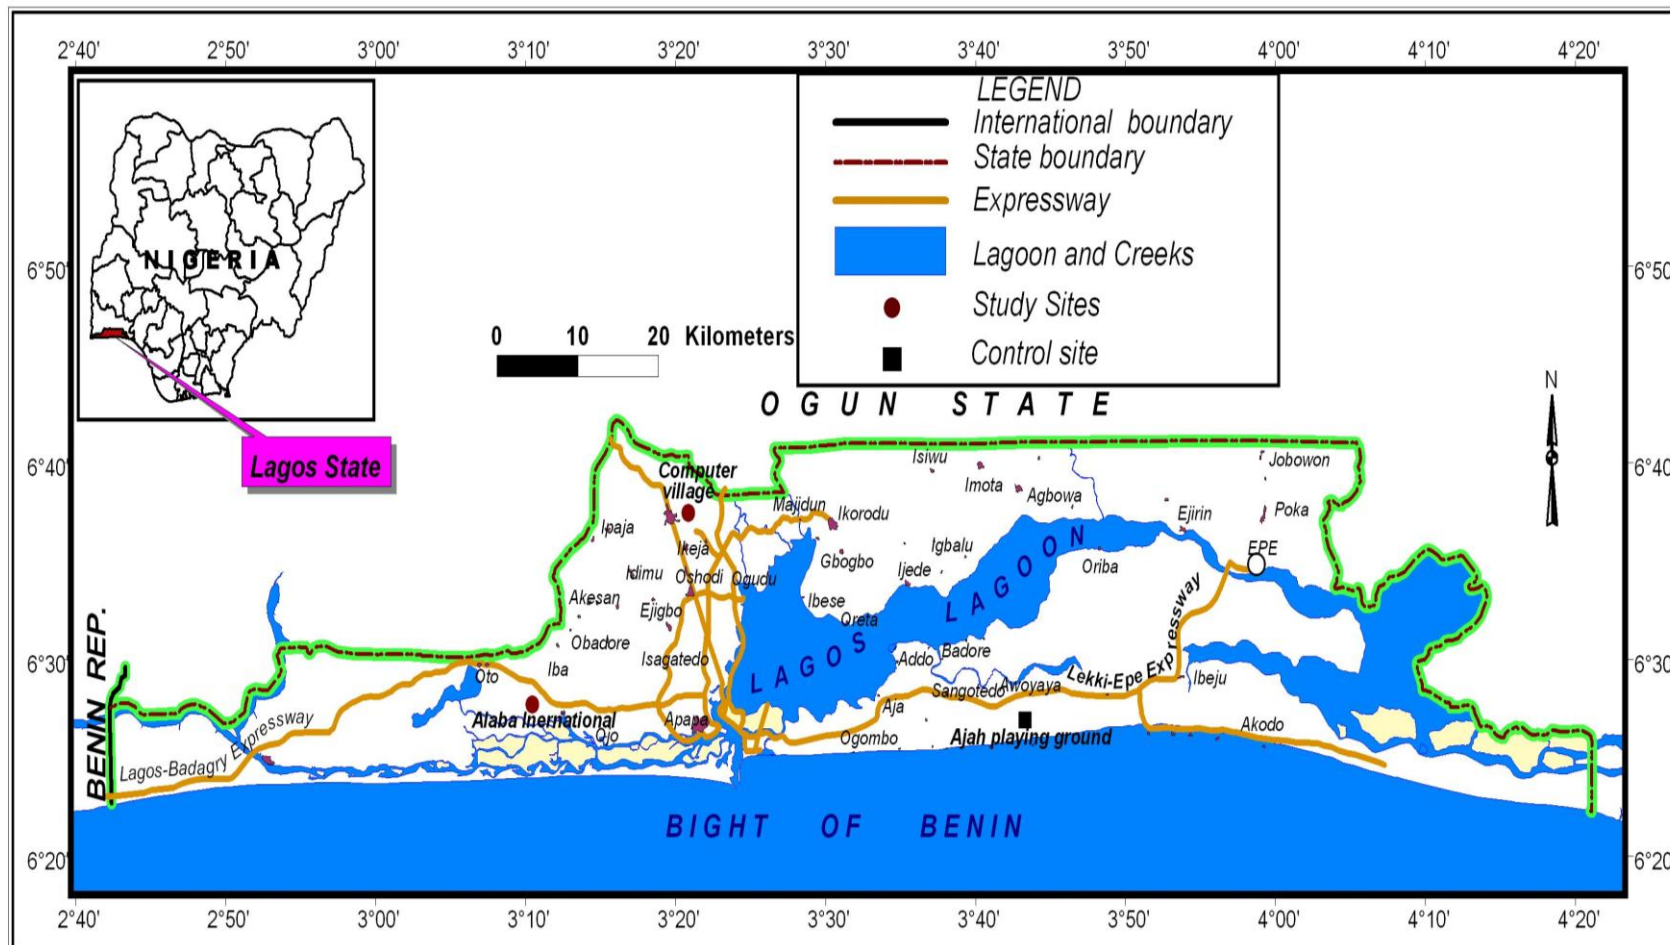 2°40' 2°50' 3°00' 3°10' 3°20' 3°30' 3°40' 3°50' 4°00' 4°10' 4°20'
NIGERIA
Lagos State
LEGEND
International boundary
State boundary
Expressway
Lagoon and Creeks
Study Sites
Control site
6°50' 6°50'
0 10 20 Kilometers
OGUN STATE
N
6°40' 6°40'
Computer
village
Isiwu
Imota
Agbowa
Jobowon
Poka
Ejirin
EPE
Majidun
Ikorodu
Ipaja
Ikeja
Gbogbo
Igbalu
Ijede
Oriba
Idimu
Oshodi
Ogudu
Akesan
Ejigbo
Ibese
Oreta
LAGOS LAGOON
Obadore
Isagatedo
Iba
Addo
Badore
6°30' 6°30'
Oto
Lekki-Epe Expressway
Ibeju
Sangotedo
Awoyaya
Aja
Alaba Inernational
Ojo
Apapa
Ogombo
Ajah playing ground
Akodo
BENIN REP.
Lagos-Badagry Expressway
BIGHT OF BENIN
6°20' 6°20'
2°40' 2°50' 3°00' 3°10' 3°20' 3°30' 3°40' 3°50' 4°00' 4°10' 4°20'